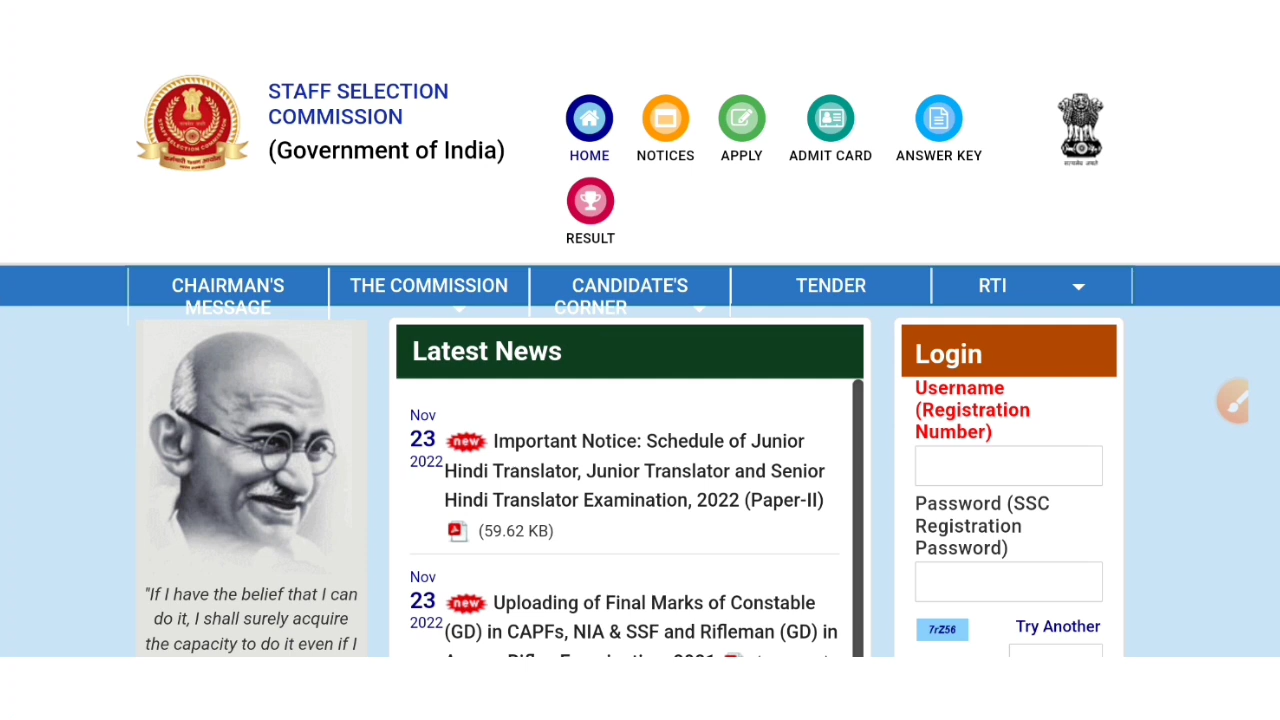 STAFF SELECTION
COMMISSION
(Government of India)
HOME
NOTICES
APPLY
ADMIT CARD
ANSWER KEY
सत्यमेव जयते
RESULT
CHAIRMAN'S
MESSAGE
THE COMMISSION
CANDIDATE'S
CORNER
TENDER
RTI
"If I have the belief that I can
do it, I shall surely acquire
the capacity to do it even if I
Latest News
Nov
23
2022
new Important Notice: Schedule of Junior
Hindi Translator, Junior Translator and Senior
Hindi Translator Examination, 2022 (Paper-II)
(59.62 KB)
Nov
23
2022
new Uploading of Final Marks of Constable
(GD) in CAPFs, NIA & SSF and Rifleman (GD) in
Login
Username
(Registration
Number)
Password (SSC
Registration
Password)
7rZ56
Try Another